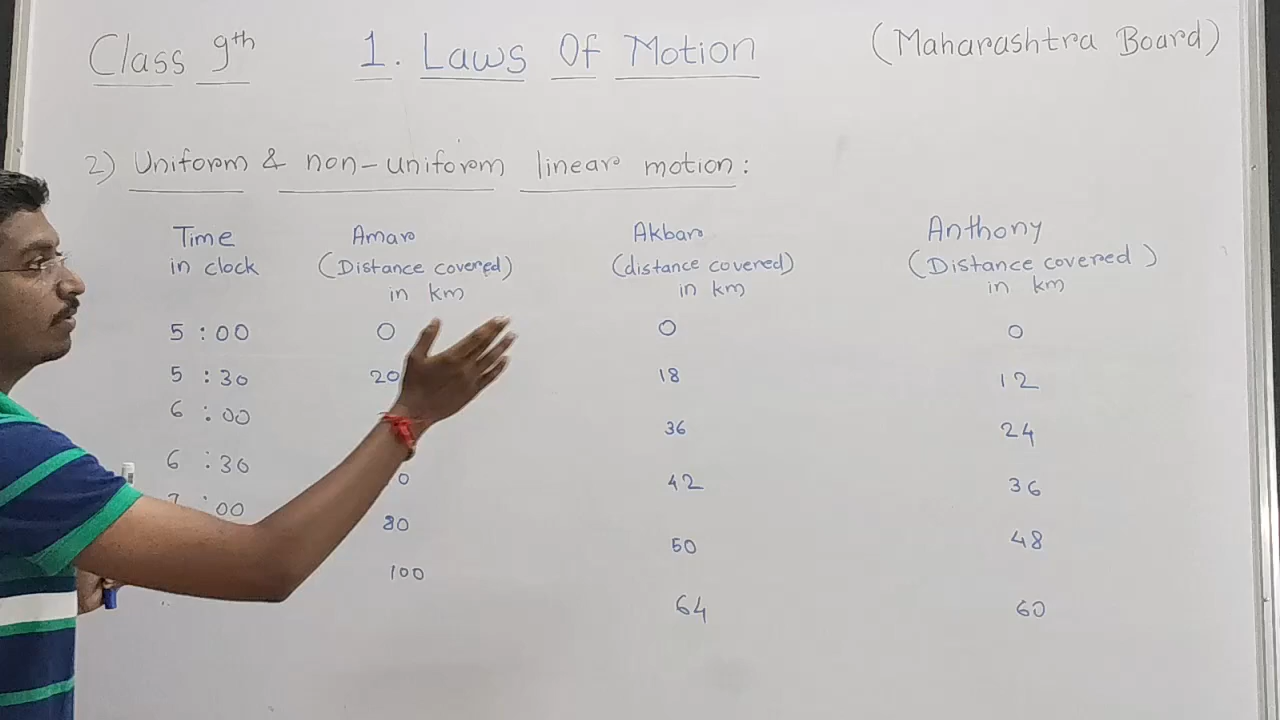 Class 9th 1. Laws Of Motion (Maharashtra Board)
2) Uniform & non-uniform linear motion:
Time Amar Akbar Anthony
in clock (Distance covered) (distance covered) (Distance covered)
in km in km in km
5 : 00 0 0 0
5 : 30 20 18 12
6 : 00 36 24
6 : 30 0 42 36
: 00 80 50 48
100 64 60